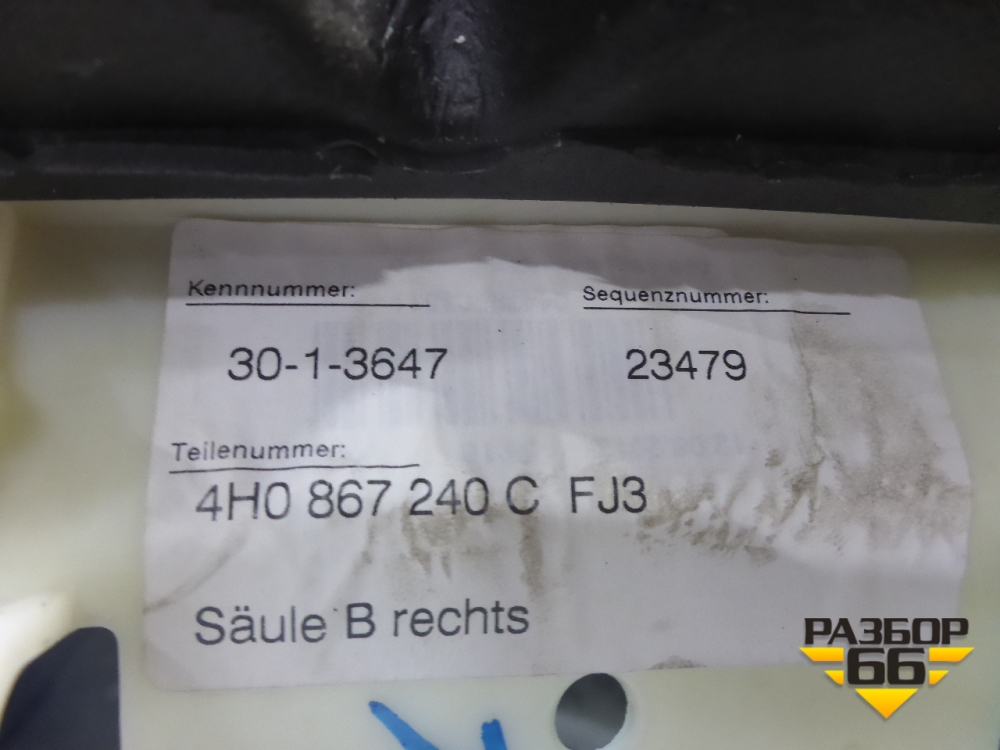 Kennnummer:
Sequenznummer:
30-1-3647
23479
Teilenummer:
4H0 867 240 C FJ3
Säule B rechts
РАЗБОР
66